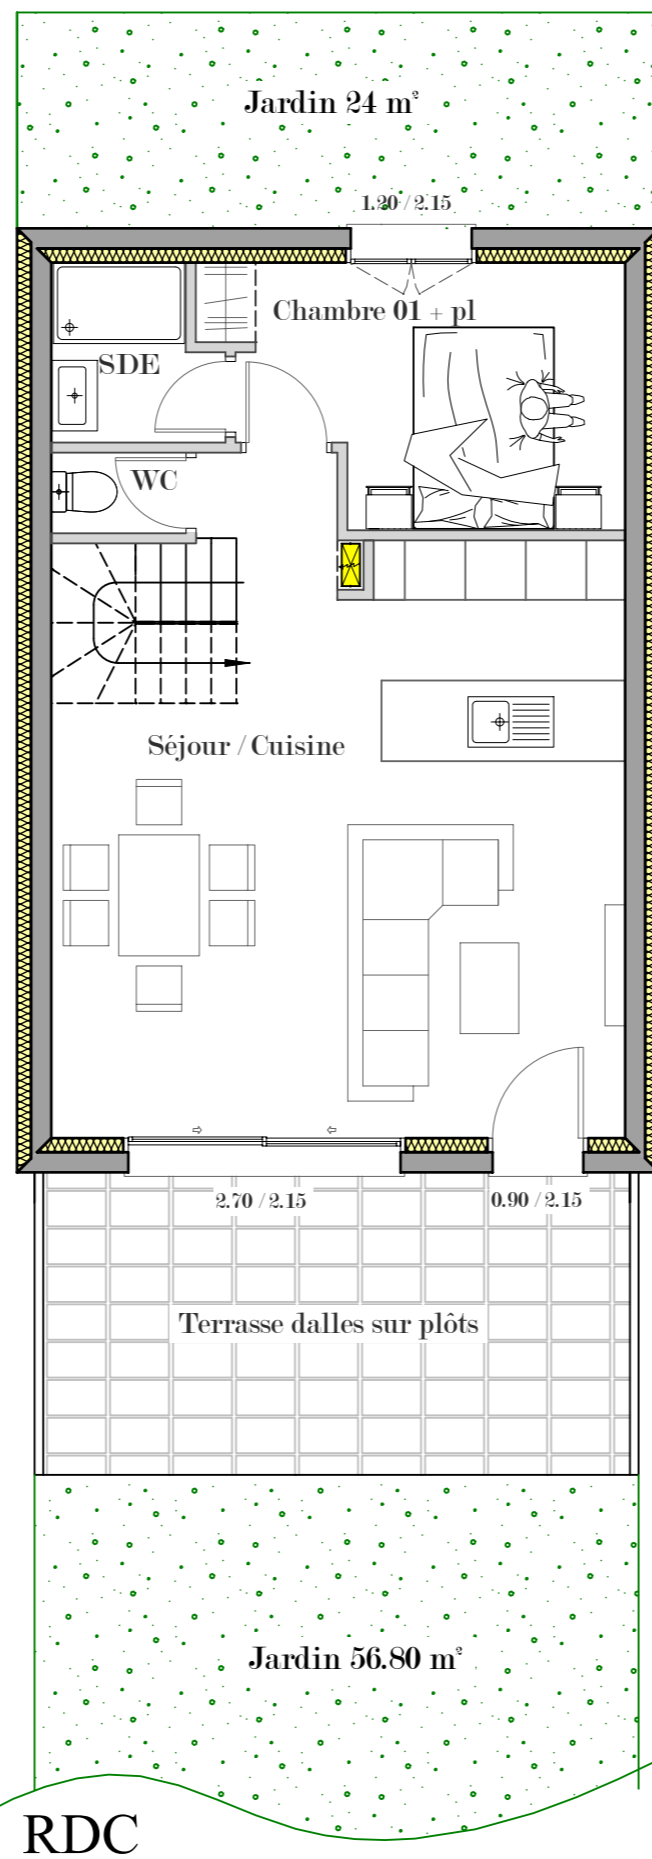 Jardin 24 m²
1.20 / 2.15
Chambre 01 + pl
SDE
WC
Séjour / Cuisine
2.70 / 2.15
0.90 / 2.15
Terrasse dalles sur plôts
Jardin 56.80 m²
RDC